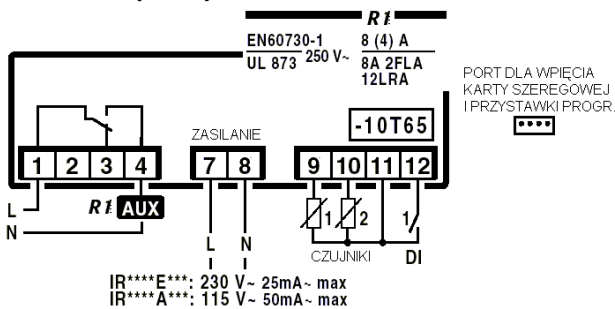 R1
EN60730-1
UL 873
250 V~
8 (4) A
8A 2FLA
12LRA
PORT DLA WPIĘCIA
KARTY SZEREGOWEJ
I PRZYSTAWKI PROGR.
ZASILANIE
-10T65
1 2 3 4 7 8 9 10 11 12
L
N
R1 AUX
L N
1 2 1
CZUJNIKI DI
IR****E***: 230 V~ 25mA~ max
IR****A***: 115 V~ 50mA~ max